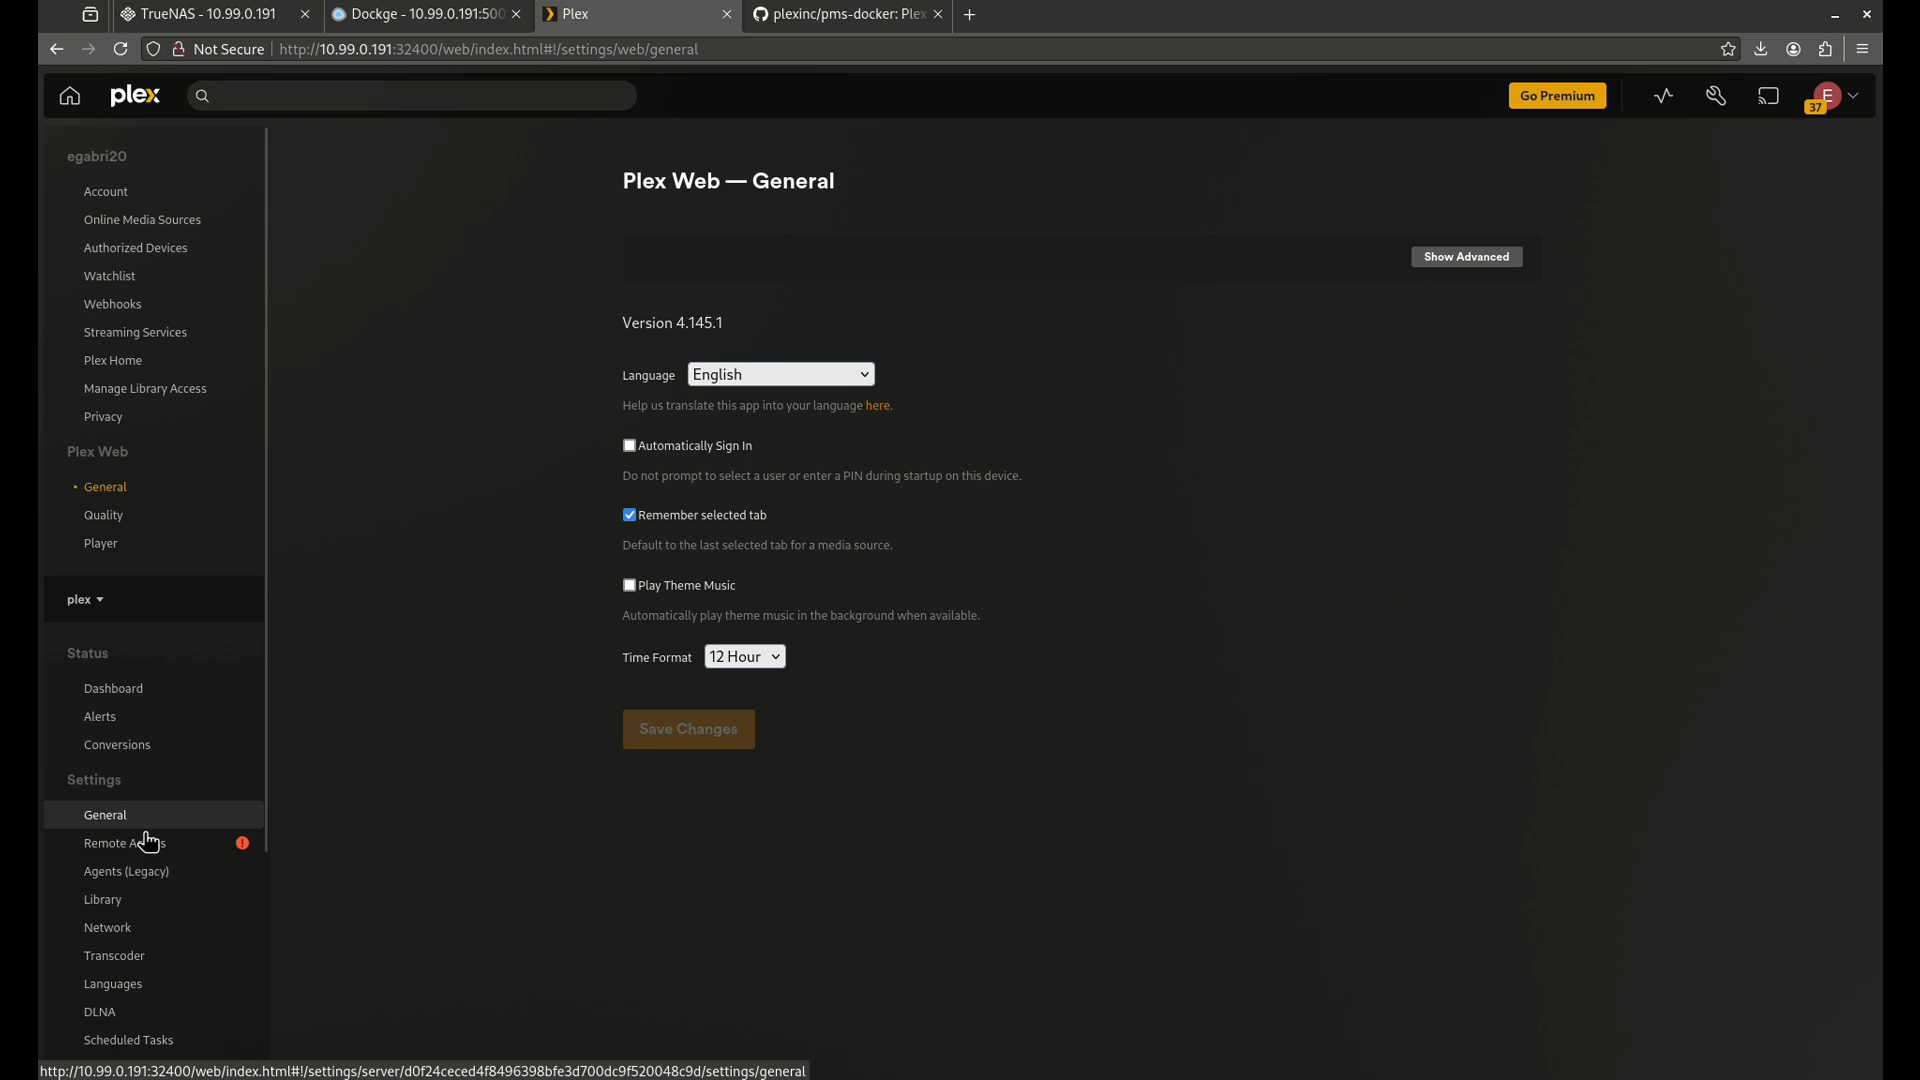 TrueNAS - 10.99.0.191
Dockge - 10.99.0.191:500
Plex
pexinc/pms-docker: Plex
Not Secure
http://10.99.0.191:32400/web/index.html#!/settings/web/general
plex
Go Premium
E
37
egabri20
Account
Online Media Sources
Authorized Devices
Watchlist
Webhooks
Streaming Services
Plex Home
Manage Library Access
Privacy
Plex Web
General
Quality
Player
plex
Status
Dashboard
Alerts
Conversions
Settings
General
Remote A s
Agents (Legacy)
Library
Network
Transcoder
Languages
DLNA
Scheduled Tasks
Plex Web — General
Show Advanced
Version 4.145.1
Language English
Help us translate this app into your language here.
Automatically Sign In
Do not prompt to select a user or enter a PIN during startup on this device.
Remember selected tab
Default to the last selected tab for a media source.
Play Theme Music
Automatically play theme music in the background when available.
Time Format 12 Hour
Save Changes
http://10.99.0.191:32400/web/index.html#!/settings/server/d0f24ceced4f8496398bfe3d700dc9f520048c9d/settings/general